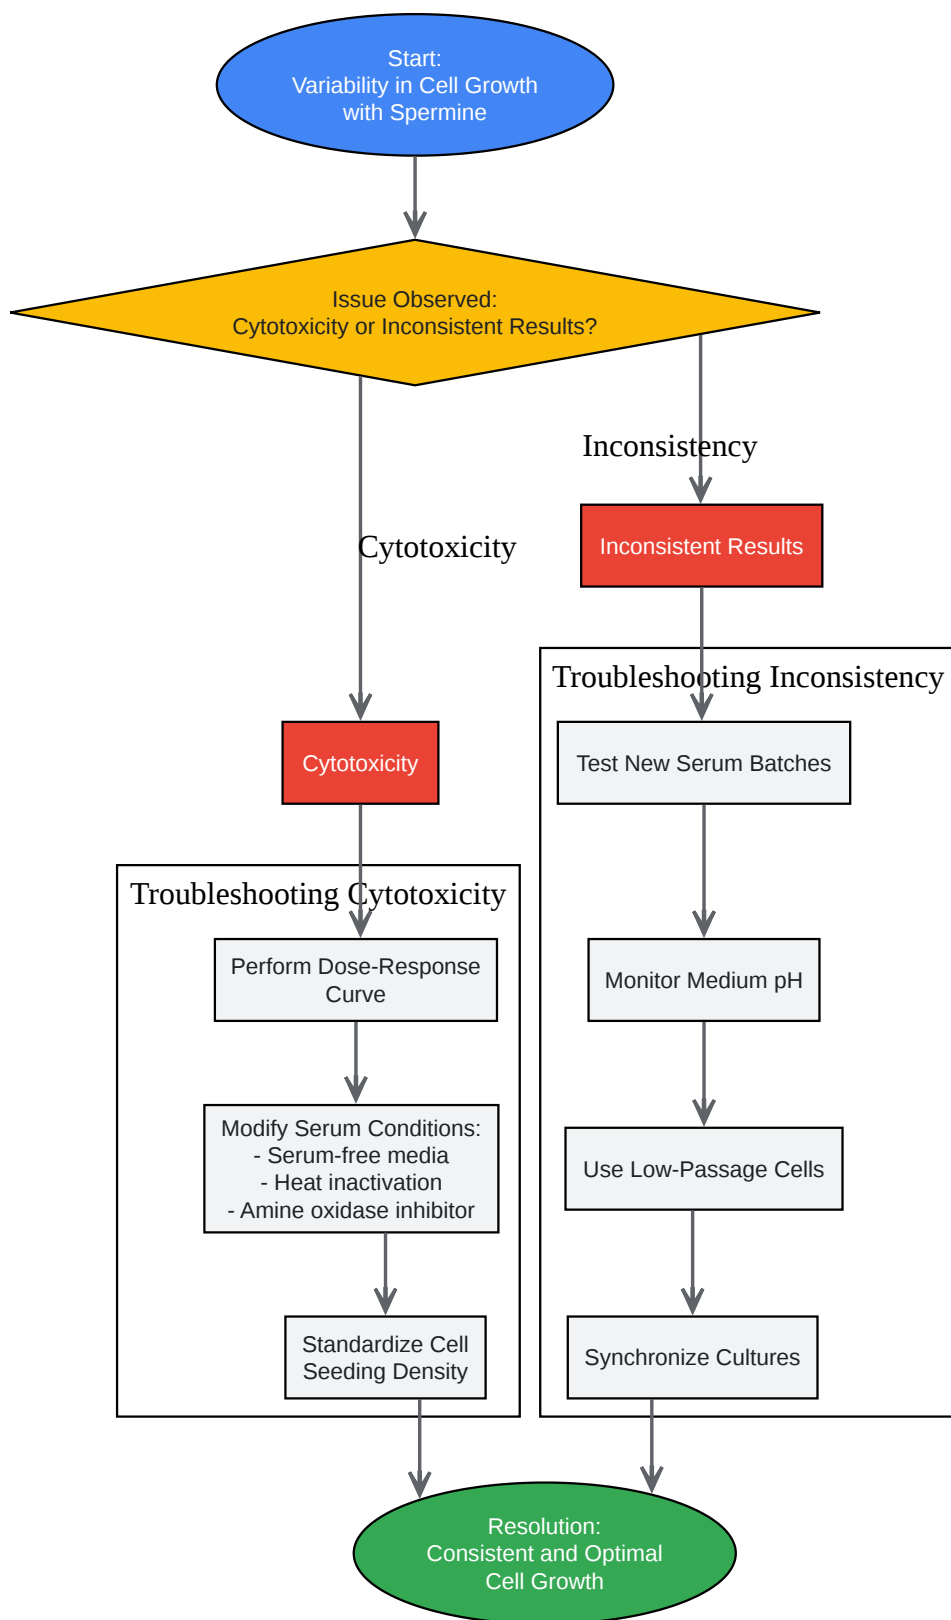 Start:
Variability in Cell Growth
with Spermine
Issue Observed:
Cytotoxicity or Inconsistent Results?
Inconsistency
Cytotoxicity
Inconsistent Results
Troubleshooting Inconsistency
Cytotoxicity
Test New Serum Batches
Troubleshooting Cytotoxicity
Perform Dose-Response
Curve
Monitor Medium pH
Modify Serum Conditions:
- Serum-free media
- Heat inactivation
- Amine oxidase inhibitor
Use Low-Passage Cells
Standardize Cell
Seeding Density
Synchronize Cultures
Resolution:
Consistent and Optimal
Cell Growth